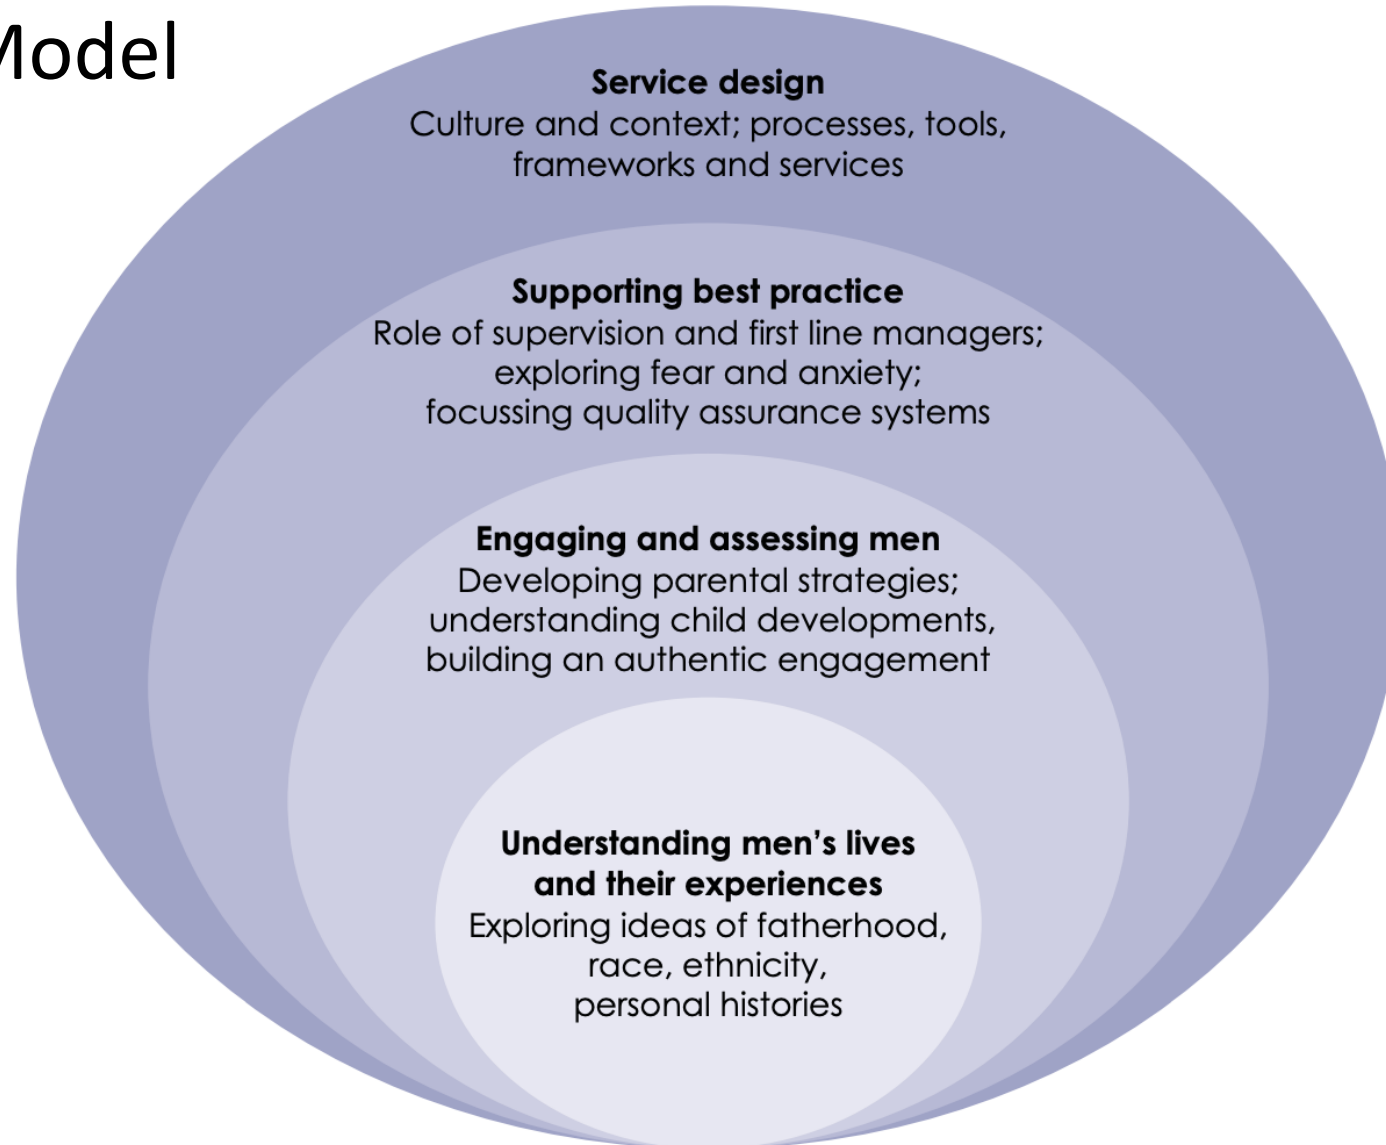 Model
Service design
Culture and context; processes, tools,
frameworks and services
Supporting best practice
Role of supervision and first line managers;
exploring fear and anxiety;
focussing quality assurance systems
Engaging and assessing men
Developing parental strategies;
understanding child developments,
building an authentic engagement
Understanding men’s lives
and their experiences
Exploring ideas of fatherhood,
race, ethnicity,
personal histories